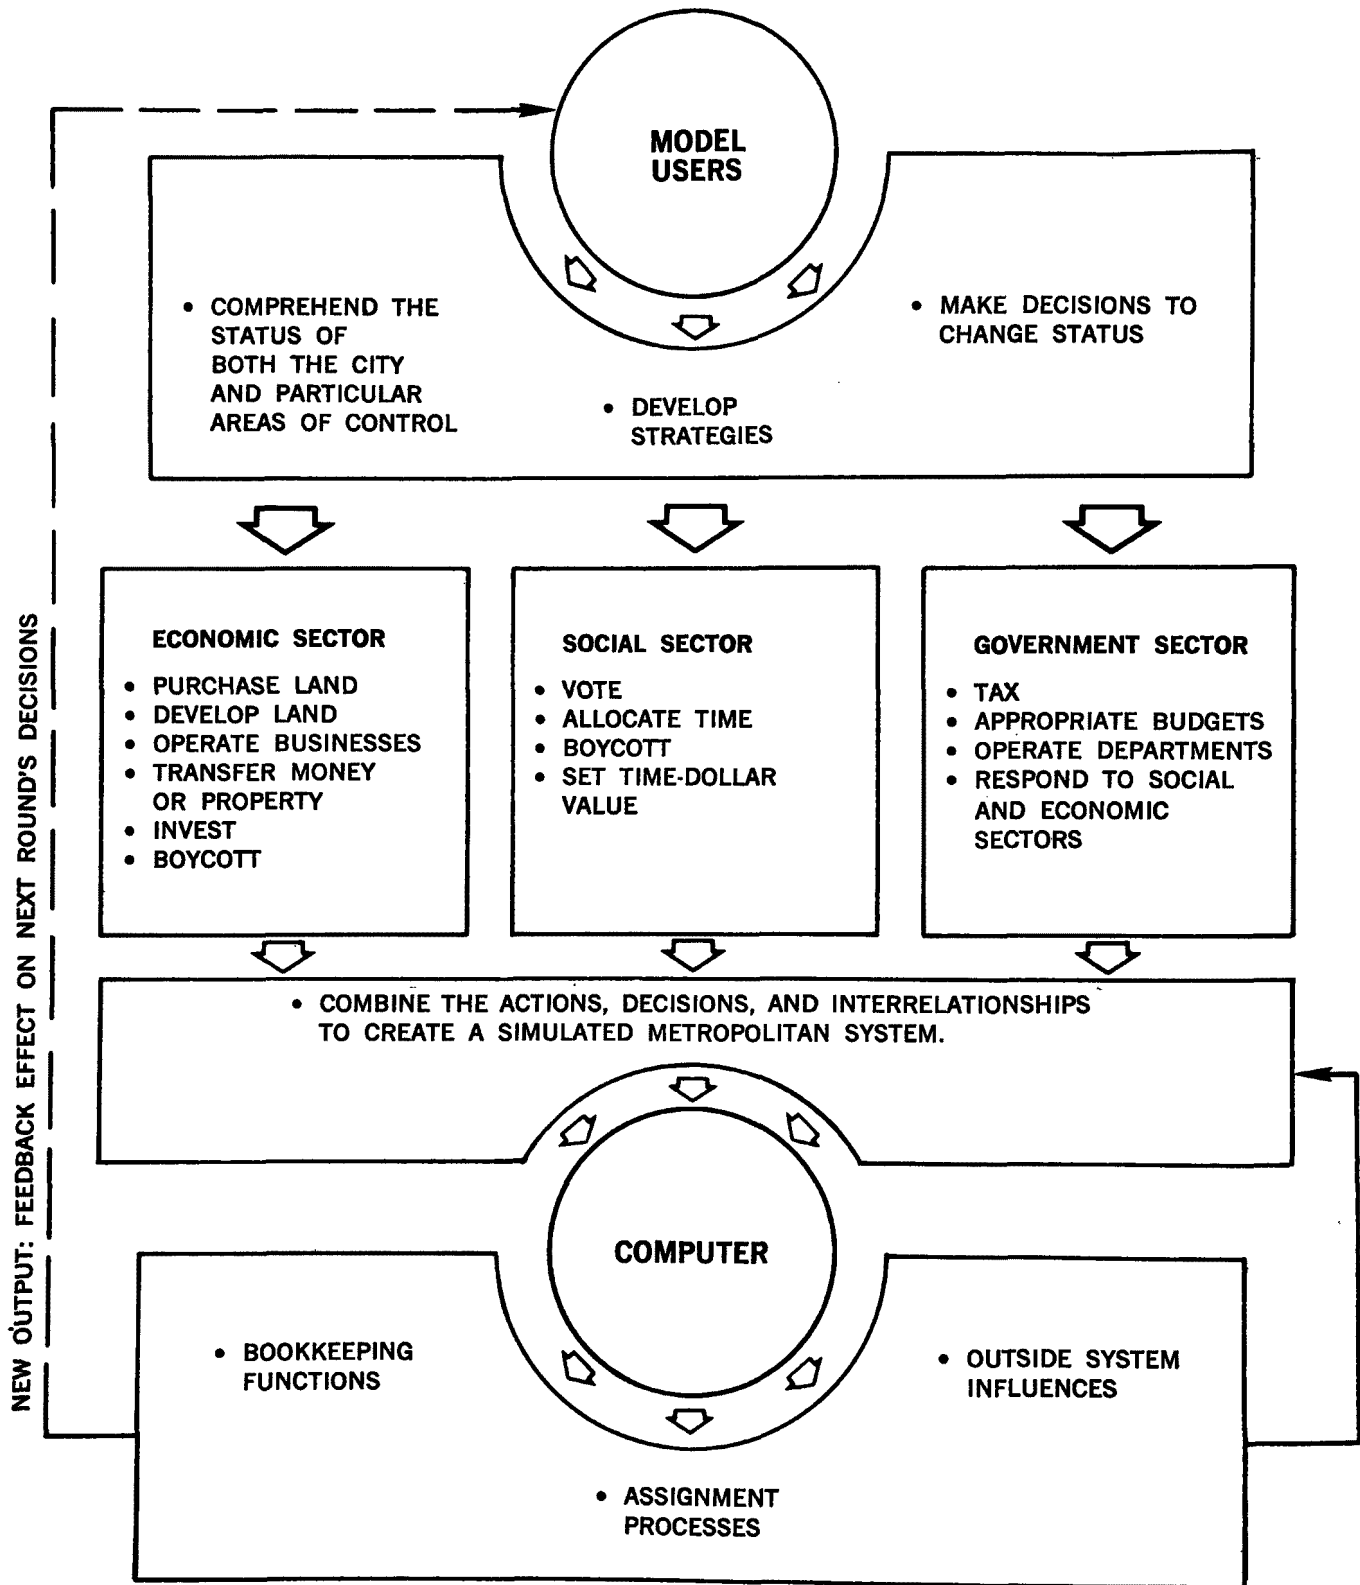 MODEL
USERS
• COMPREHEND THE
STATUS OF
BOTH THE CITY
AND PARTICULAR
AREAS OF CONTROL
• DEVELOP
STRATEGIES
• MAKE DECISIONS TO
CHANGE STATUS
ECONOMIC SECTOR
• PURCHASE LAND
• DEVELOP LAND
• OPERATE BUSINESSES
• TRANSFER MONEY
OR PROPERTY
• INVEST
• BOYCOTT
SOCIAL SECTOR
• VOTE
• ALLOCATE TIME
• BOYCOTT
• SET TIME-DOLLAR
VALUE
GOVERNMENT SECTOR
• TAX
• APPROPRIATE BUDGETS
• OPERATE DEPARTMENTS
• RESPOND TO SOCIAL
AND ECONOMIC
SECTORS
• COMBINE THE ACTIONS, DECISIONS, AND INTERRELATIONSHIPS
TO CREATE A SIMULATED METROPOLITAN SYSTEM.
COMPUTER
• BOOKKEEPING
FUNCTIONS
• ASSIGNMENT
PROCESSES
• OUTSIDE SYSTEM
INFLUENCES
NEW OUTPUT: FEEDBACK EFFECT ON NEXT ROUND'S DECISIONS